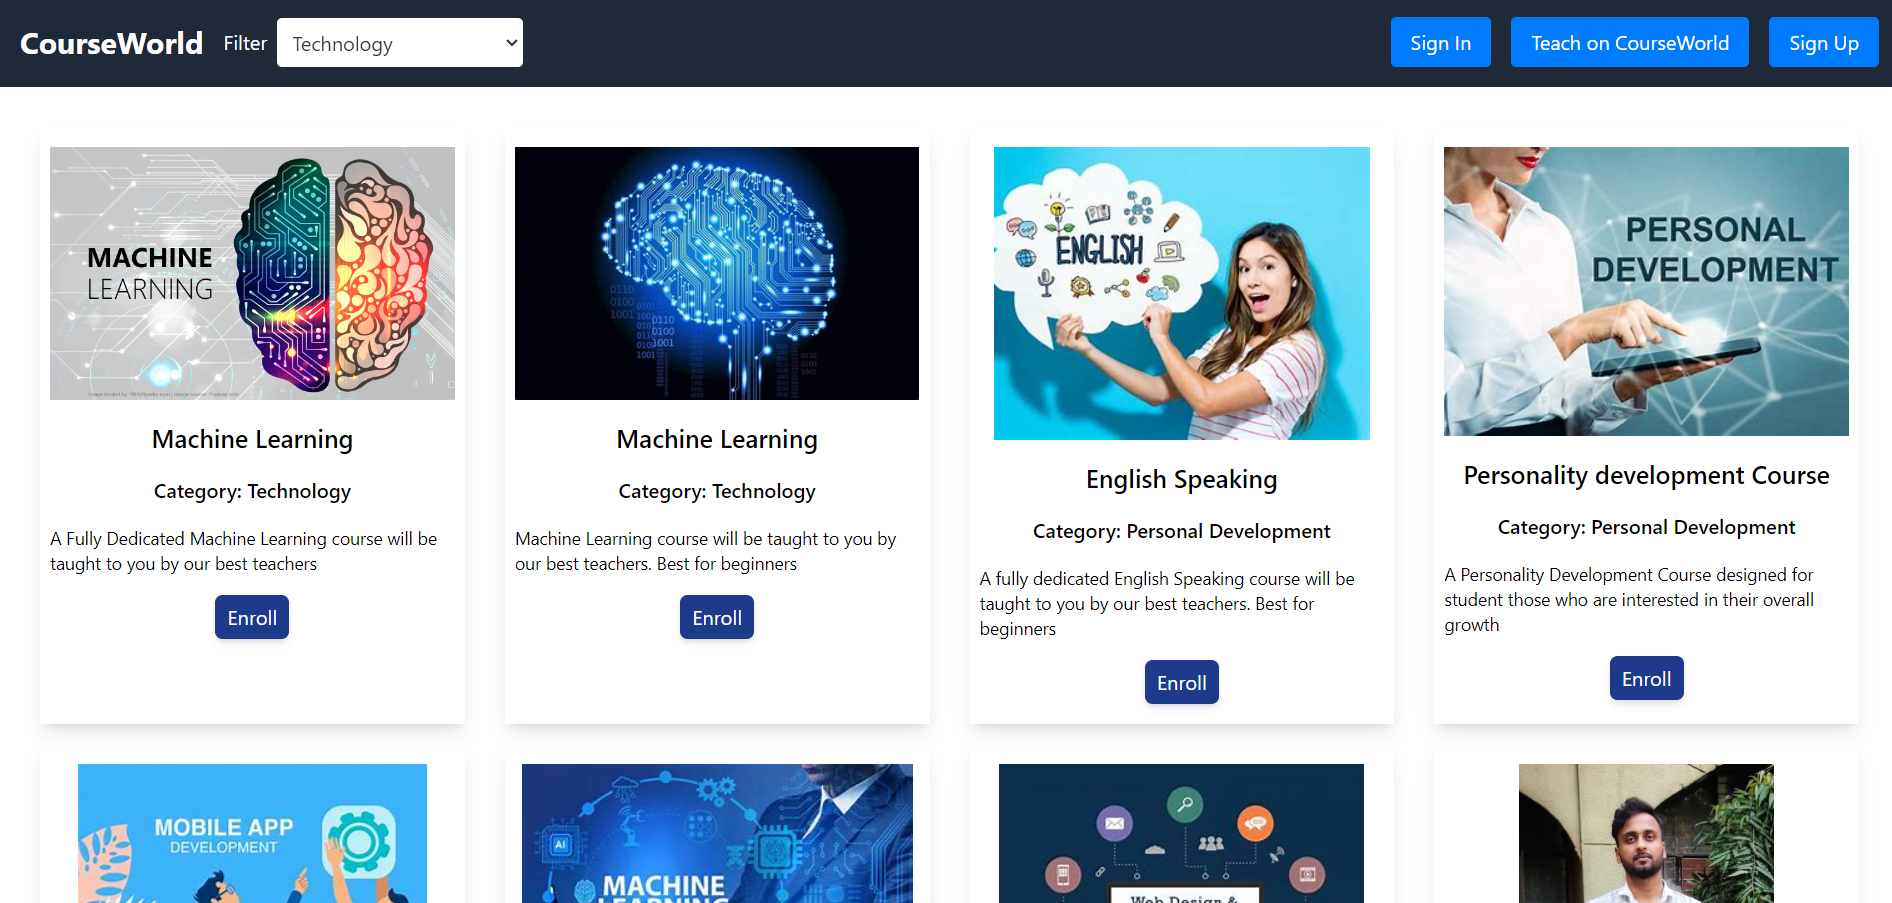 CourseWorld
Filter
Technology
Sign In
Teach on CourseWorld
Sign Up
MACHINE
LEARNING
ENGLISH
PERSONAL
DEVELOPMENT
Machine Learning
Category: Technology
A Fully Dedicated Machine Learning course will be
taught to you by our best teachers
Enroll
Machine Learning
Category: Technology
Machine Learning course will be taught to you by
our best teachers. Best for beginners
Enroll
English Speaking
Category: Personal Development
A fully dedicated English Speaking course will be
taught to you by our best teachers. Best for
beginners
Enroll
Personality development Course
Category: Personal Development
A Personality Development Course designed for
student those who are interested in their overall
growth
Enroll
MOBILE APP
DEVELOPMENT
AI
MACHINE
LEARNING
Web Design &